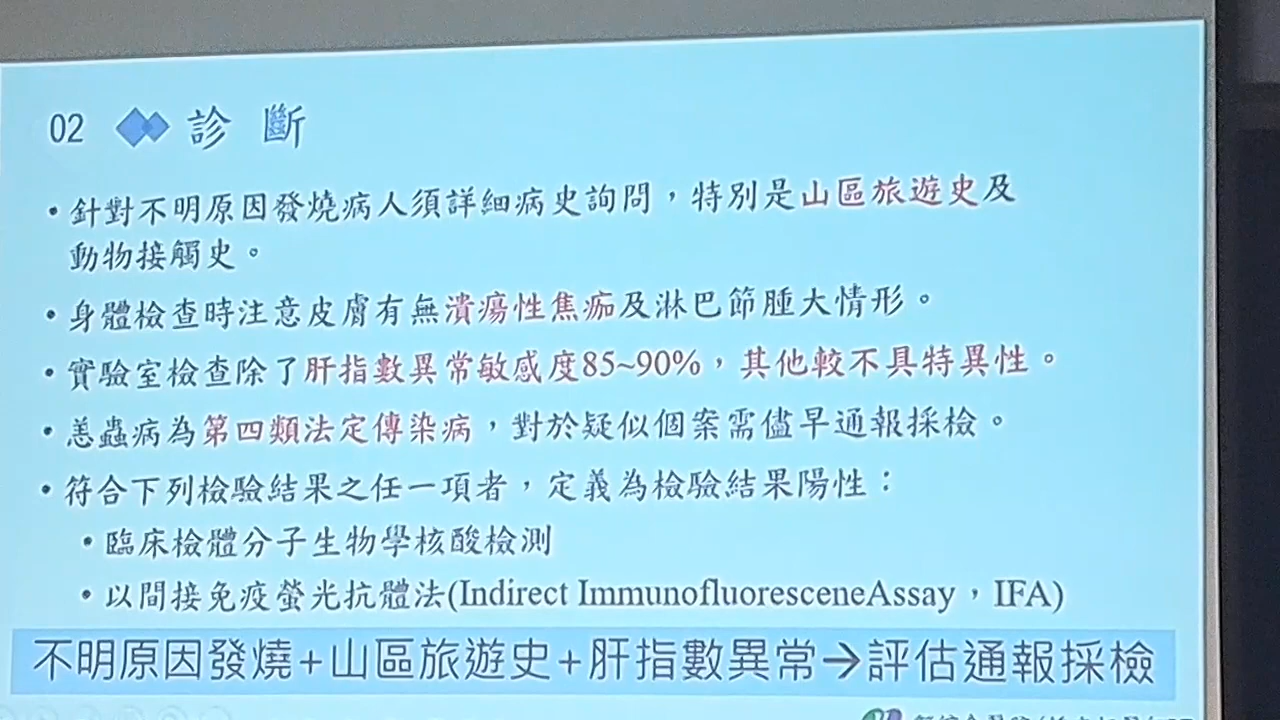 02 診 斷
• 針對不明原因發燒病人須詳細病史詢問，特別是山區旅遊史及
動物接觸史。
• 身體檢查時注意皮膚有無潰瘍性焦痂及淋巴節腫大情形。
• 實驗室檢查除了肝指數異常敏感度85~90%，其他較不具特異性。
• 恙蟲病為第四類法定傳染病，對於疑似個案需儘早通報採檢。
• 符合下列檢驗結果之任一項者，定義為檢驗結果陽性：
• 臨床檢體分子生物學核酸檢測
• 以間接免疫螢光抗體法(Indirect ImmunofluoresceneAssay，IFA)
不明原因發燒+山區旅遊史+肝指數異常→評估通報採檢